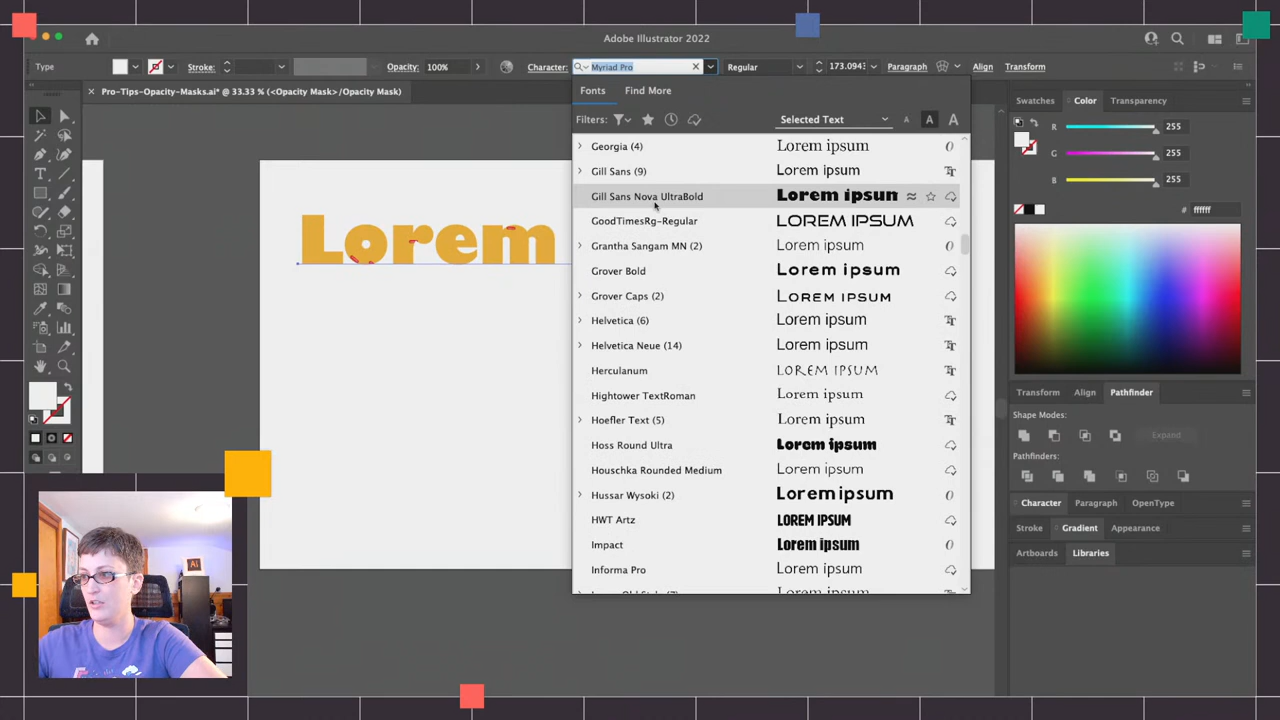 Adobe Illustrator 2022
Type
Stroke:
Opacity:
100%
Character:
Myriad Pro
Regular
173.0943
Paragraph
Align
Transform
Pro-Tips-Opacity-Masks.ai* @ 33.33 % (<Opacity Mask>/Opacity Mask)
Fonts
Find More
Filters:
Selected Text
A
A
A
Georgia (4)
Lorem ipsum
Gill Sans (9)
Lorem ipsum
Gill Sans Nova UltraBold
Lorem ipsum
GoodTimesRg-Regular
LOREM IPSUM
Grantha Sangam MN (2)
Lorem ipsum
Grover Bold
Lorem ipsum
Grover Caps (2)
LOREM IPSUM
Helvetica (6)
Lorem ipsum
Helvetica Neue (14)
Lorem ipsum
Herculanum
LOREM IPSUM
Hightower TextRoman
Lorem ipsum
Hoefler Text (5)
Lorem ipsum
Hoss Round Ultra
Lorem ipsum
Houschka Rounded Medium
Lorem ipsum
Hussar Wysoki (2)
Lorem ipsum
HWT Artz
LOREM IPSUM
Impact
Lorem ipsum
Informa Pro
Lorem ipsum
Lorem
Swatches
Color
Transparency
R
255
G
255
B
255
#
ffffff
Transform
Align
Pathfinder
Shape Modes:
Expand
Pathfinders:
Character
Paragraph
OpenType
Stroke
Gradient
Appearance
Artboards
Libraries
Ai